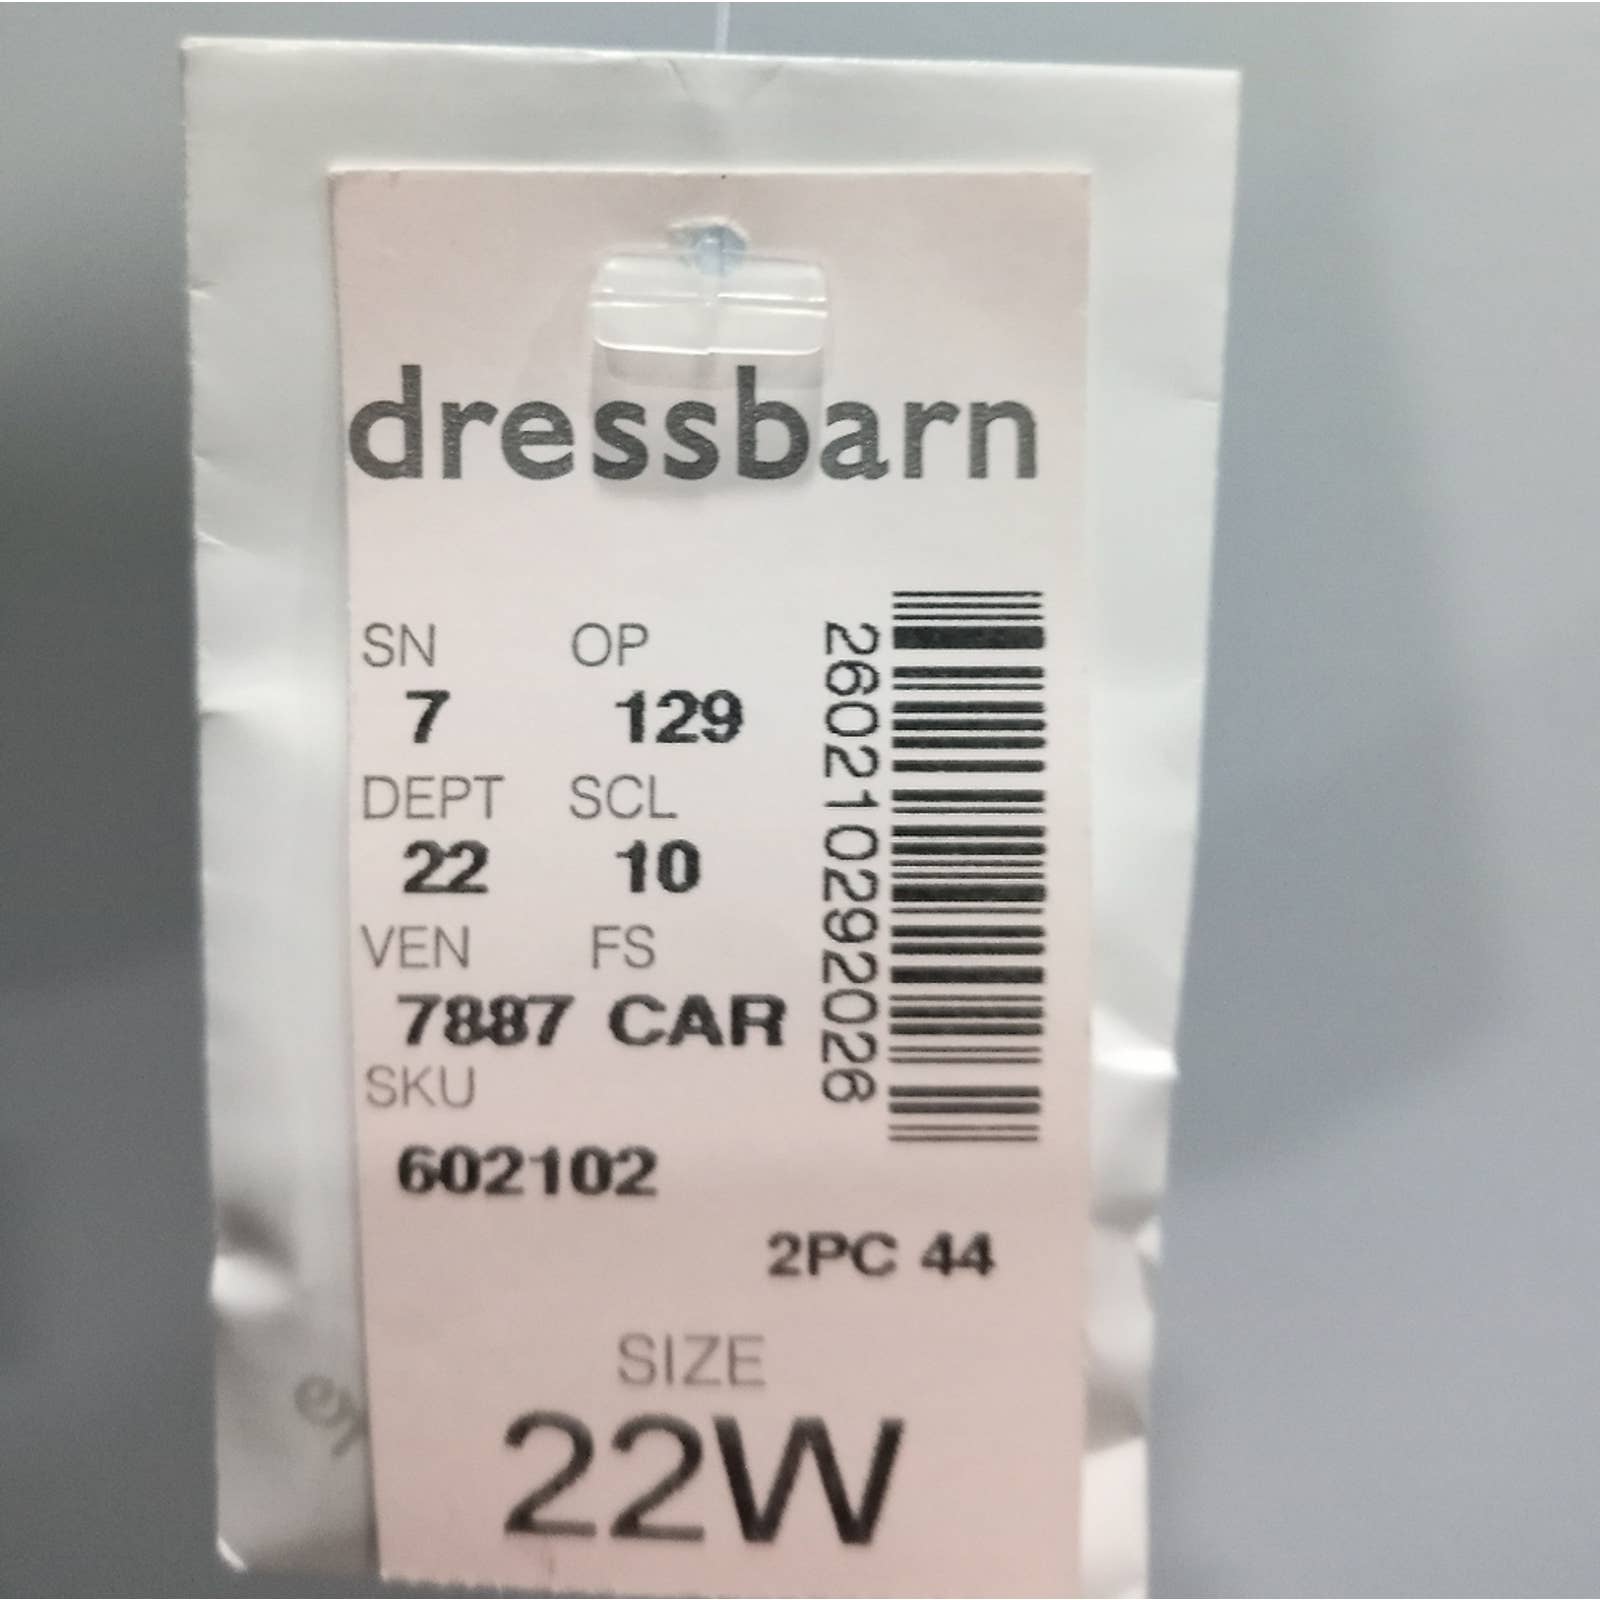 dressbarn
SN OP
7 129
DEPT SCL
22 10
VEN FS
7887 CAR
SKU
602102
260210292028
2PC 44
SIZE
22W